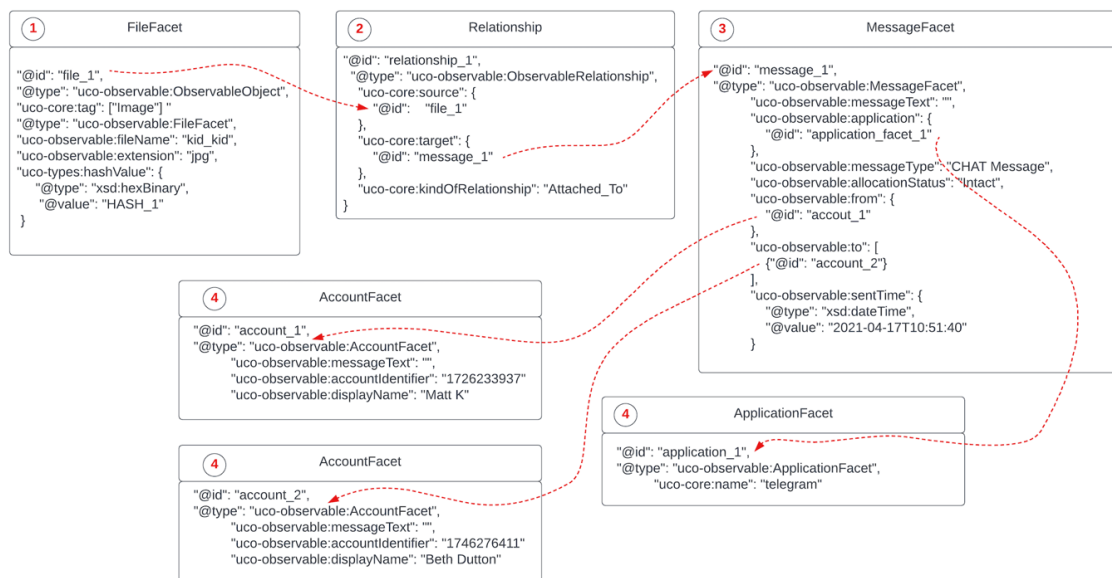 1 FileFacet
"@id": "file_1",
"@type": "uco-observable:ObservableObject",
"uco-core:tag": ["Image"] "
"@type": "uco-observable:FileFacet",
"uco-observable:fileName": "kid_kid",
"uco-observable:extension": "jpg",
"uco-types:hashValue": {
"@type": "xsd:hexBinary",
"@value": "HASH_1"
}
2 Relationship
"@id": "relationship_1",
"@type": "uco-observable:ObservableRelationship",
"uco-core:source": {
"@id": "file_1"
},
"uco-core:target": {
"@id": "message_1"
},
"uco-core:kindOfRelationship": "Attached_To"
}
3 MessageFacet
"@id": "message_1",
"@type": "uco-observable:MessageFacet",
"uco-observable:messageText": "",
"uco-observable:application": {
"@id": "application_facet_1"
},
"uco-observable:messageType": "CHAT Message",
"uco-observable:allocationStatus": "Intact",
"uco-observable:from": {
"@id": "accout_1"
},
"uco-observable:to": [
{"@id": "account_2"}
],
"uco-observable:sentTime": {
"@type": "xsd:dateTime",
"@value": "2021-04-17T10:51:40"
}
4 AccountFacet
"@id": "account_1",
"@type": "uco-observable:AccountFacet",
"uco-observable:messageText": "",
"uco-observable:accountIdentifier": "1726233937"
"uco-observable:displayName": "Matt K"
4 ApplicationFacet
"@id": "application_1",
"@type": "uco-observable:ApplicationFacet",
"uco-core:name": "telegram"
4 AccountFacet
"@id": "account_2",
"@type": "uco-observable:AccountFacet",
"uco-observable:messageText": "",
"uco-observable:accountIdentifier": "1746276411"
"uco-observable:displayName": "Beth Dutton"